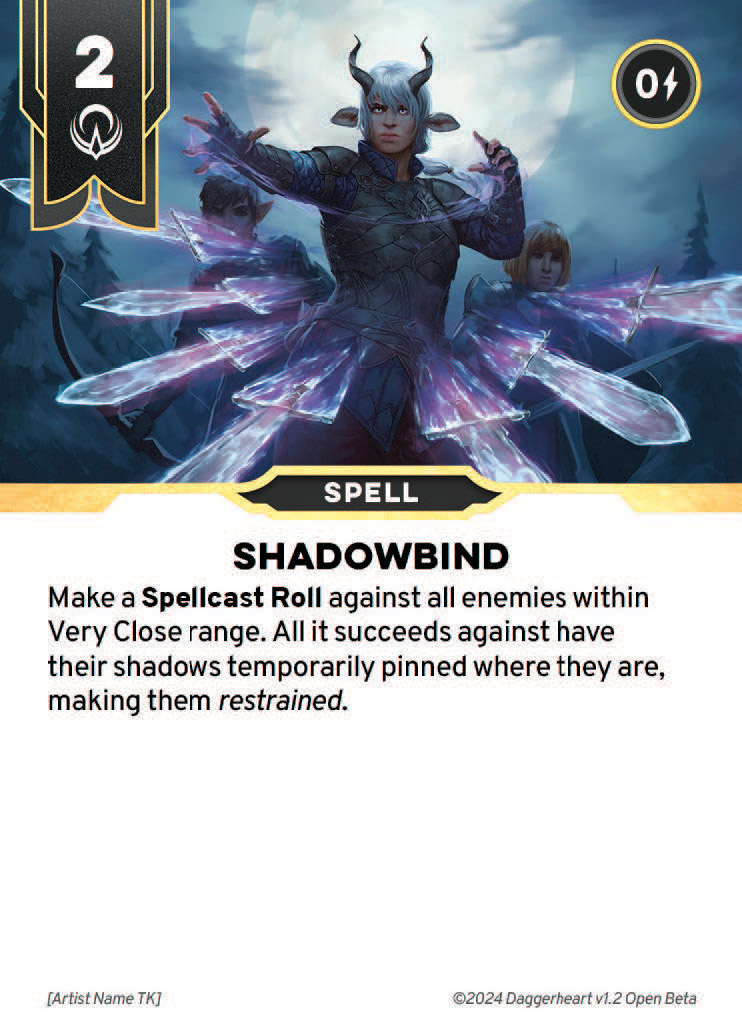 2
0
SPELL
SHADOWBIND
Make a Spellcast Roll against all enemies within
Very Close range. All it succeeds against have
their shadows temporarily pinned where they are,
making them restrained.
[Artist Name TK]
©2024 Daggerheart v1.2 Open Beta